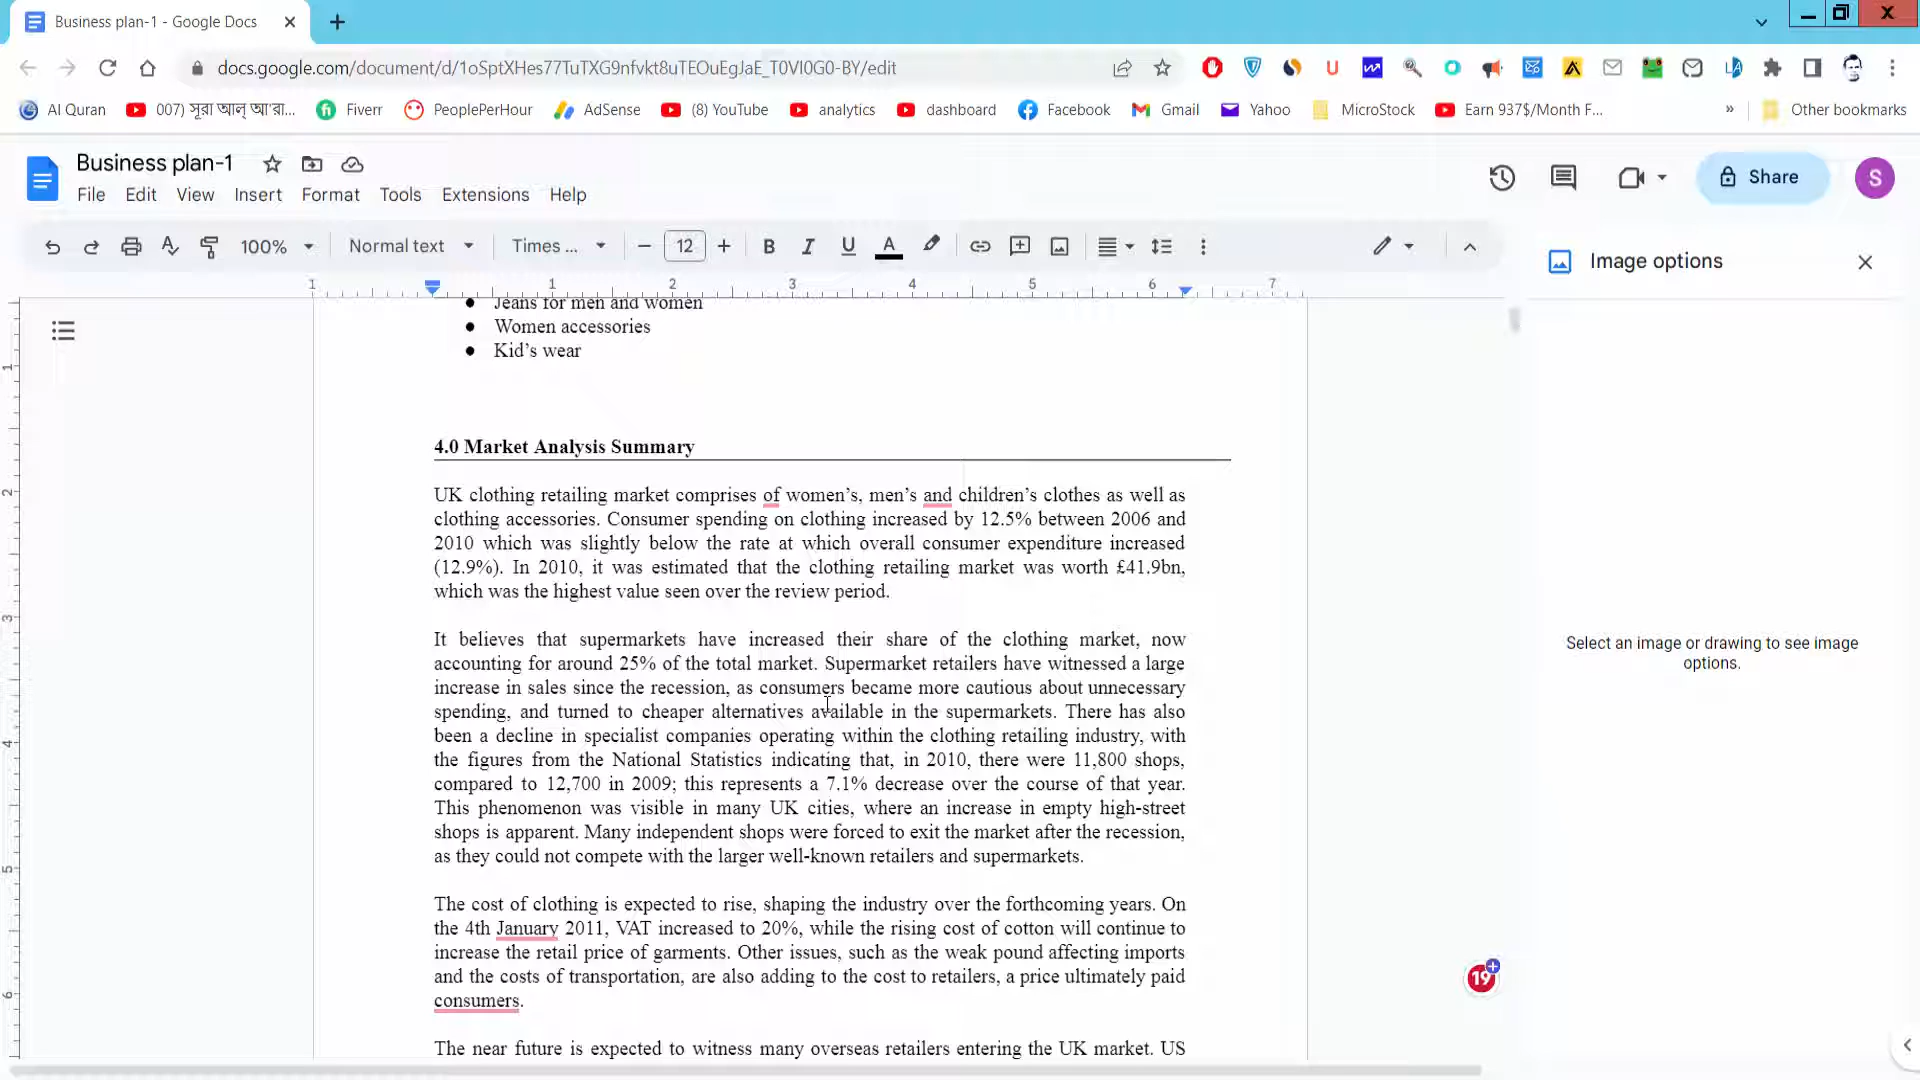 Business plan-1 - Google Docs
docs.google.com/document/d/1oSptXHes77TuTXG9nfvkt8uTEOuEgJaE_T0VI0G0-BY/edit
Al Quran
007) সূরা আল্ আ'রা...
Fiverr
PeoplePerHour
AdSense
(8) YouTube
analytics
dashboard
Facebook
Gmail
Yahoo
MicroStock
Earn 937$/Month F...
»
Other bookmarks
Business plan-1
File Edit View Insert Format Tools Extensions Help
Share
S
100% Normal text Times ... 12 B I U A
Image options
1 1 2 3 4 5 6 7
Jeans for men and women
Women accessories
Kid's wear
4.0 Market Analysis Summary
UK clothing retailing market comprises of women's, men's and children's clothes as well as
clothing accessories. Consumer spending on clothing increased by 12.5% between 2006 and
2010 which was slightly below the rate at which overall consumer expenditure increased
(12.9%). In 2010, it was estimated that the clothing retailing market was worth £41.9bn,
which was the highest value seen over the review period.
It believes that supermarkets have increased their share of the clothing market, now
accounting for around 25% of the total market. Supermarket retailers have witnessed a large
increase in sales since the recession, as consumers became more cautious about unnecessary
spending, and turned to cheaper alternatives available in the supermarkets. There has also
been a decline in specialist companies operating within the clothing retailing industry, with
the figures from the National Statistics indicating that, in 2010, there were 11,800 shops,
compared to 12,700 in 2009; this represents a 7.1% decrease over the course of that year.
This phenomenon was visible in many UK cities, where an increase in empty high-street
shops is apparent. Many independent shops were forced to exit the market after the recession,
as they could not compete with the larger well-known retailers and supermarkets.
The cost of clothing is expected to rise, shaping the industry over the forthcoming years. On
the 4th January 2011, VAT increased to 20%, while the rising cost of cotton will continue to
increase the retail price of garments. Other issues, such as the weak pound affecting imports
and the costs of transportation, are also adding to the cost to retailers, a price ultimately paid
consumers.
The near future is expected to witness many overseas retailers entering the UK market. US
Select an image or drawing to see image
options.
19
1
2
3
4
5
6